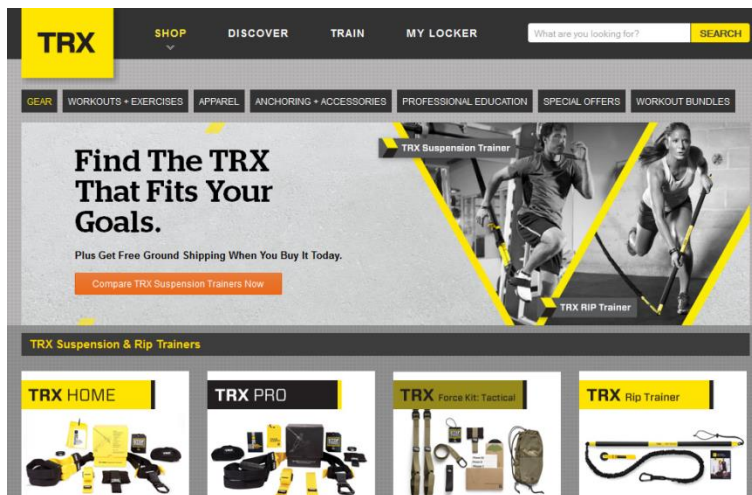 TRX
SHOP
DISCOVER
TRAIN
MY LOCKER
What are you looking for?
SEARCH
GEAR
WORKOUTS + EXERCISES
APPAREL
ANCHORING + ACCESSORIES
PROFESSIONAL EDUCATION
SPECIAL OFFERS
WORKOUT BUNDLES
Find The TRX
That Fits Your
Goals.
Plus Get Free Ground Shipping When You Buy It Today.
Compare TRX Suspension Trainers Now
TRX Suspension Trainer
TRX RIP Trainer
TRX Suspension & Rip Trainers
TRX HOME
TRX PRO
TRX Force Kit: Tactical
TRX Rip Trainer